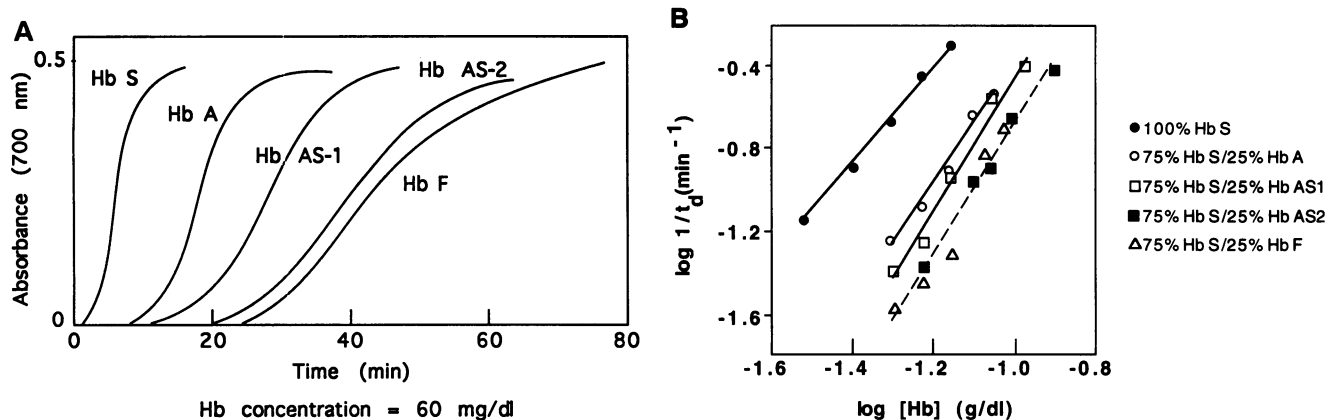 A
Absorbance (700 nm)
0.5
0
Hb S
Hb A
Hb AS-1
Hb AS-2
Hb F
0 20 40 60 80
Time (min)
Hb concentration = 60 mg/dl
B
log 1/td(min-1)
-0.4
-0.8
-1.2
-1.6
-1.6 -1.4 -1.2 -1.0 -0.8
log [Hb] (g/dl)
100% Hb S
75% Hb S/25% Hb A
75% Hb S/25% Hb AS1
75% Hb S/25% Hb AS2
75% Hb S/25% Hb F